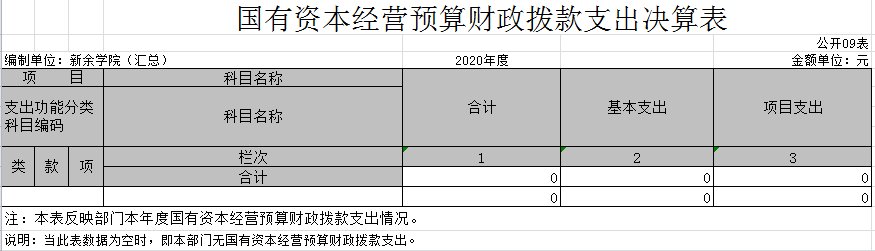 国有资本经营预算财政拨款支出决算表
公开09表
编制单位：新余学院（汇总） 2020年度 金额单位：元
项 目 科目名称
支出功能分类科目编码 科目名称 合计 基本支出 项目支出
类 款 项 栏次 1 2 3
合计 0 0 0
0 0 0
注：本表反映部门本年度国有资本经营预算财政拨款支出情况。
说明：当此表数据为空时，即本部门无国有资本经营预算财政拨款支出。